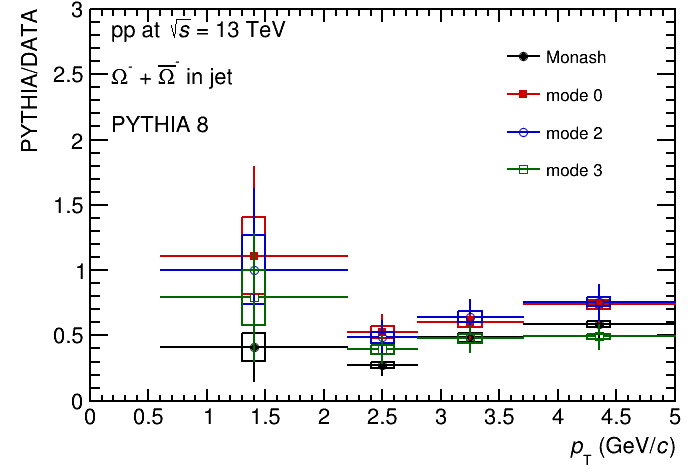 PYTHIA/DATA
3
2.5
2
1.5
1
0.5
0
pp at √s = 13 TeV
Ω⁻ + Ω̅⁻ in jet
PYTHIA 8
Monash
mode 0
mode 2
mode 3
0 0.5 1 1.5 2 2.5 3 3.5 4 4.5 5
p_T (GeV/c)